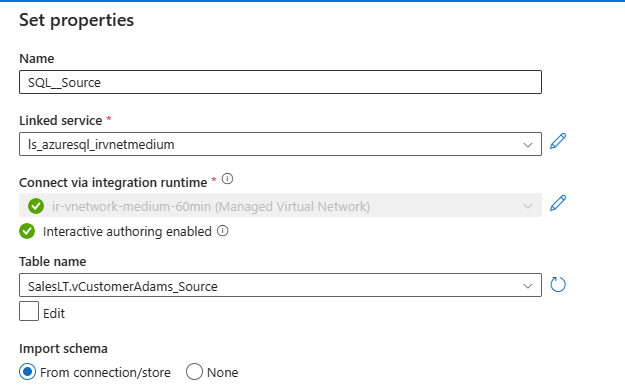 Set properties
Name
SQL__Source
Linked service *
ls_azuresql_irvnetmedium
Connect via integration runtime *
ir-vnetwork-medium-60min (Managed Virtual Network)
Interactive authoring enabled
Table name
SalesLT.vCustomerAdams_Source
Edit
Import schema
From connection/store None